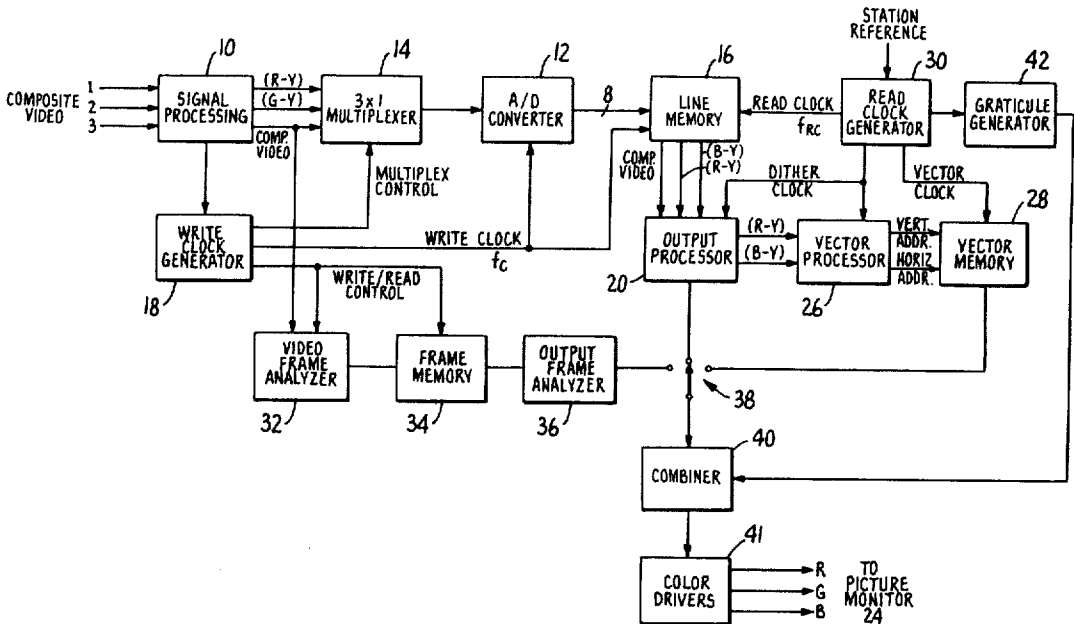 STATION
REFERENCE
10
14
12
16
30
42
COMPOSITE
VIDEO
1
2
3
SIGNAL
PROCESSING
(R-Y)
(G-Y)
COMP.
VIDEO
3x1
MULTIPLEXER
A/D
CONVERTER
8
LINE
MEMORY
READ CLOCK
fRC
READ
CLOCK
GENERATOR
GRATICULE
GENERATOR
MULTIPLEX
CONTROL
COMP.
VIDEO
(B-Y)
(R-Y)
DITHER
CLOCK
VECTOR
CLOCK
28
WRITE
CLOCK
GENERATOR
18
WRITE CLOCK
fC
WRITE/READ
CONTROL
OUTPUT
PROCESSOR
20
(R-Y)
(B-Y)
VECTOR
PROCESSOR
26
VERT.
ADDR.
HORIZ
ADDR.
VECTOR
MEMORY
VIDEO
FRAME
ANALYZER
32
FRAME
MEMORY
34
OUTPUT
FRAME
ANALYZER
36
38
40
COMBINER
41
COLOR
DRIVERS
R
G
B
TO
PICTURE
MONITOR
24